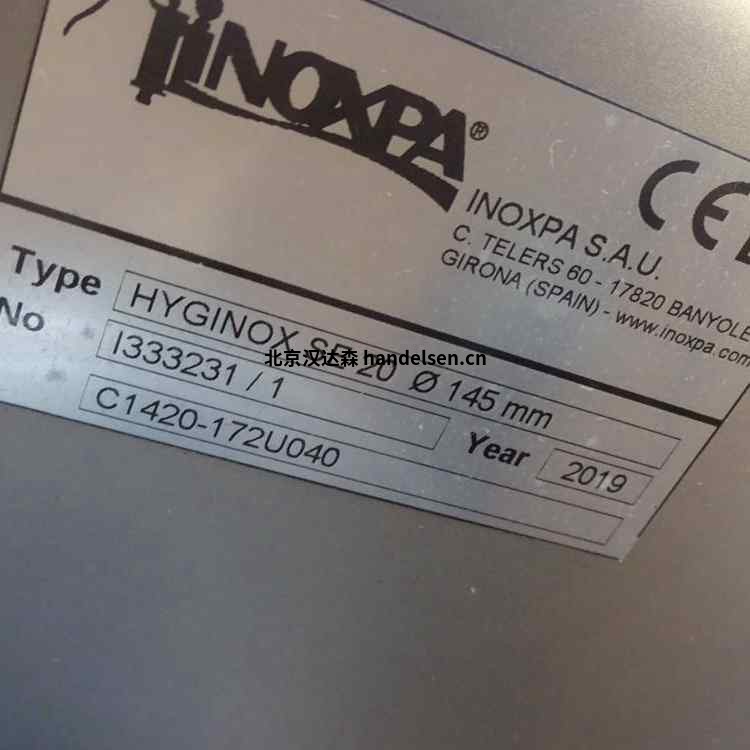 iNOXPA®
CE
INOXPA S.A.U.
C. TELERS 60 - 17820 BANYOLE
GIRONA (SPAIN) - www.inoxpa.com
Type HYGINOX SE 20 Ø 145 mm
No I333231 / 1 Year 2019
C1420-172U040
北京汉达森 handelsen.cn